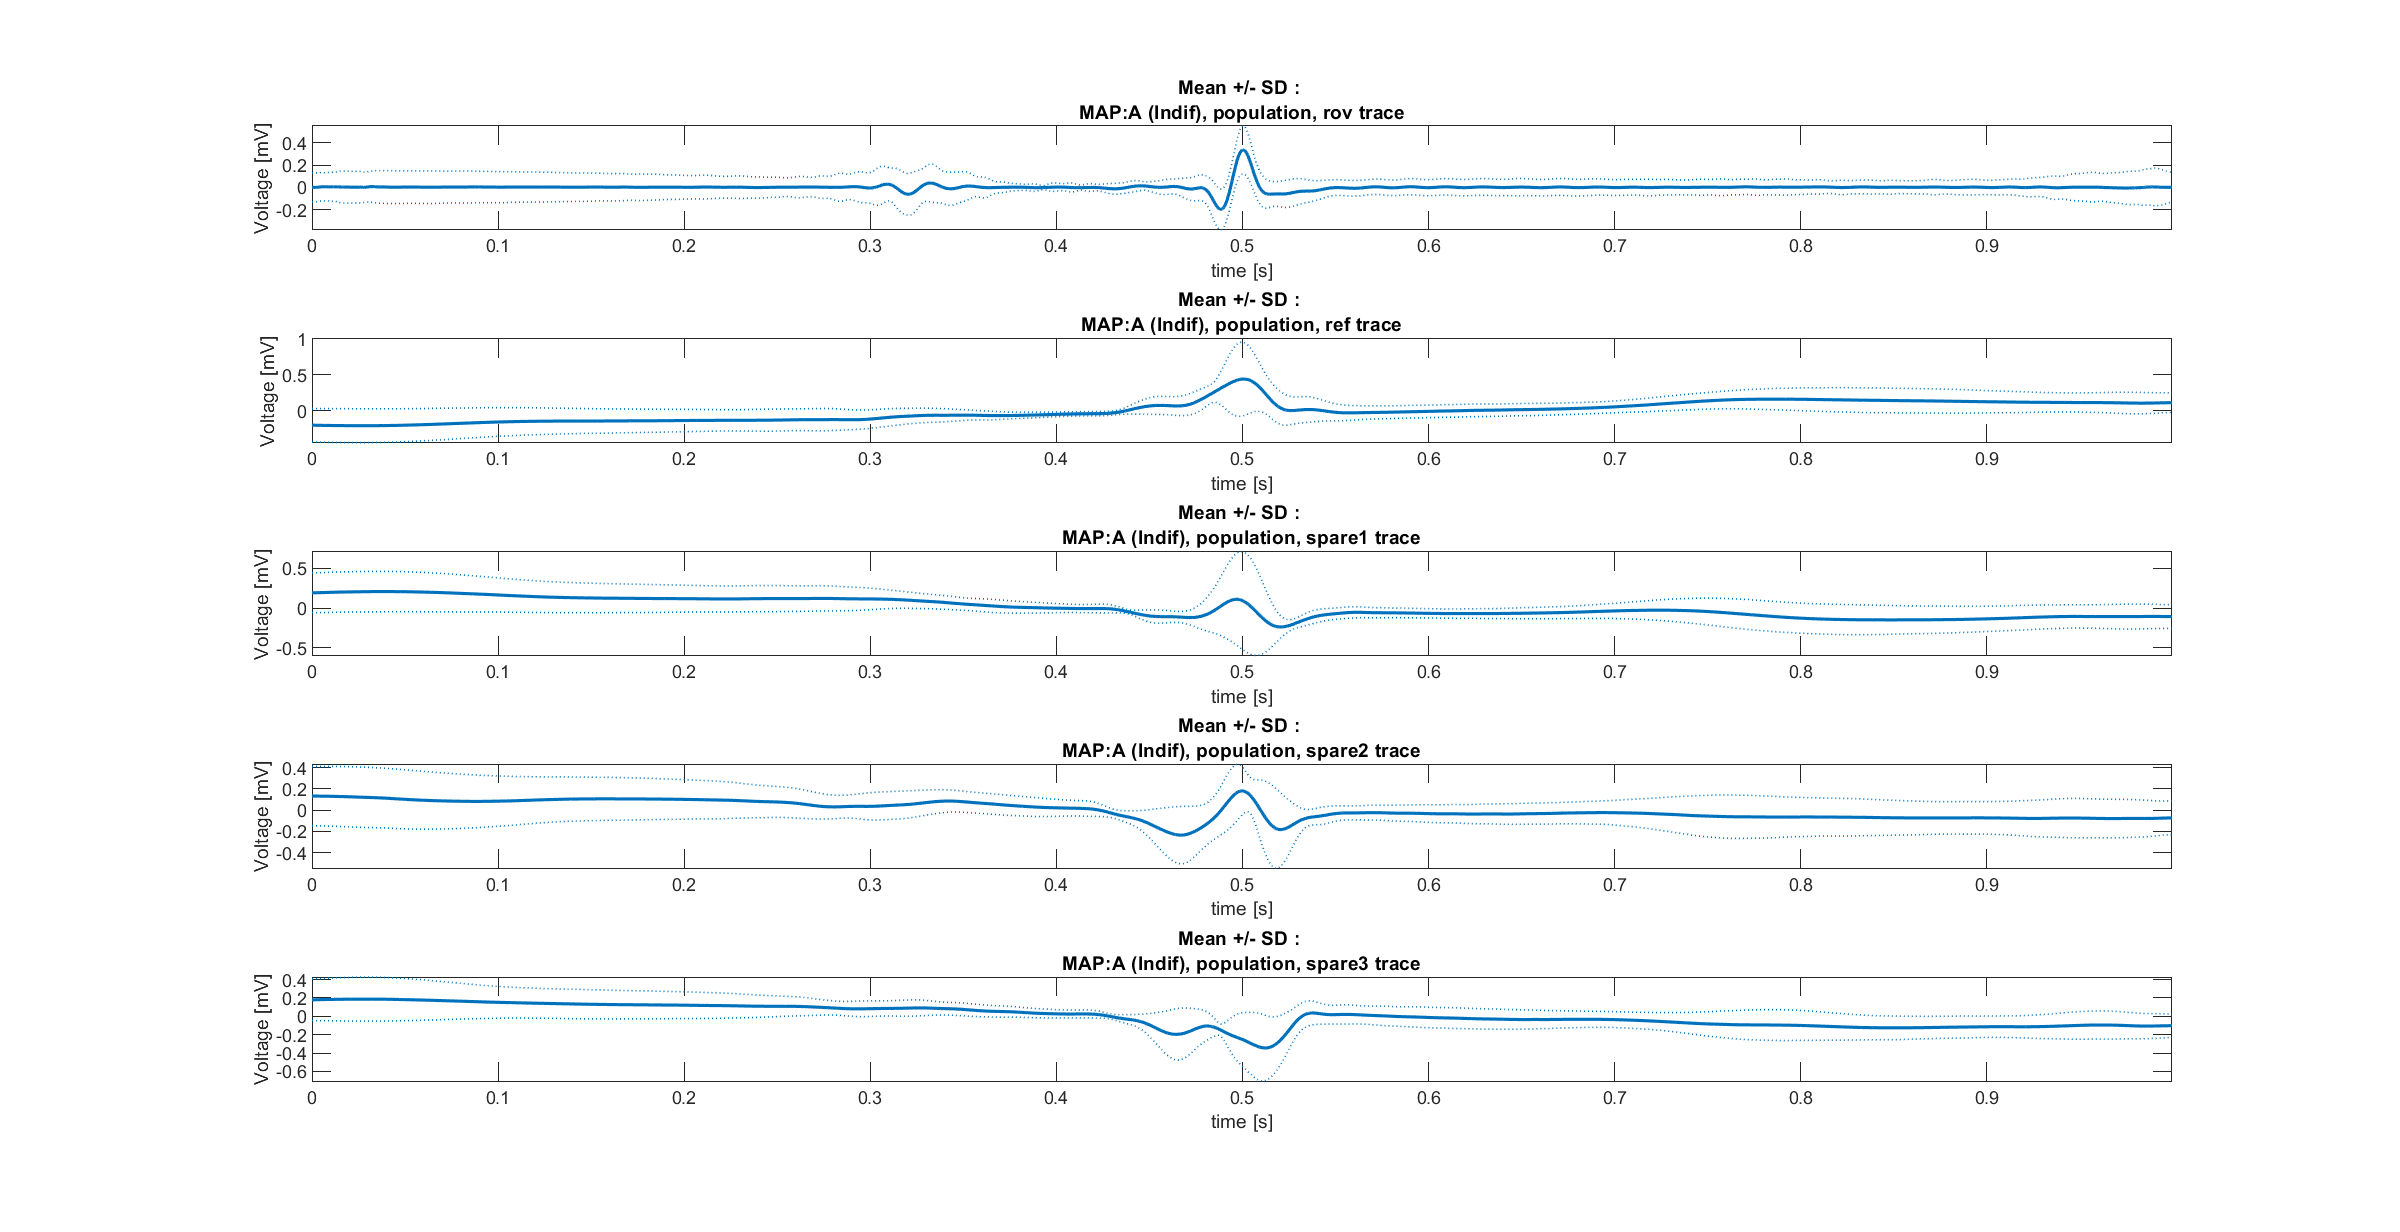 Mean +/- SD :
MAP:A (Indif), population, rov trace
Voltage [mV]
0.4
0.2
0
-0.2
0 0.1 0.2 0.3 0.4 0.5 0.6 0.7 0.8 0.9
time [s]
Mean +/- SD :
MAP:A (Indif), population, ref trace
Voltage [mV]
1
0.5
0
0 0.1 0.2 0.3 0.4 0.5 0.6 0.7 0.8 0.9
time [s]
Mean +/- SD :
MAP:A (Indif), population, spare1 trace
Voltage [mV]
0.5
0
-0.5
0 0.1 0.2 0.3 0.4 0.5 0.6 0.7 0.8 0.9
time [s]
Mean +/- SD :
MAP:A (Indif), population, spare2 trace
Voltage [mV]
0.4
0.2
0
-0.2
-0.4
0 0.1 0.2 0.3 0.4 0.5 0.6 0.7 0.8 0.9
time [s]
Mean +/- SD :
MAP:A (Indif), population, spare3 trace
Voltage [mV]
0.4
0.2
0
-0.2
-0.4
-0.6
0 0.1 0.2 0.3 0.4 0.5 0.6 0.7 0.8 0.9
time [s]